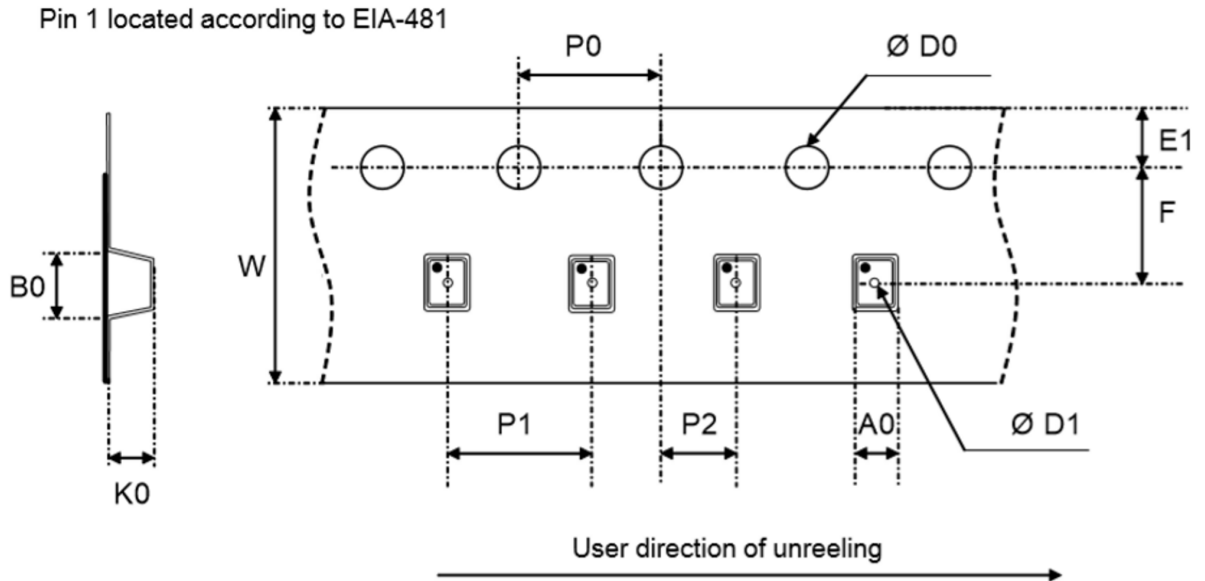 Pin 1 located according to EIA-481
P0
Ø D0
E1
F
W
B0
P1
P2
A0
Ø D1
K0
User direction of unreeling